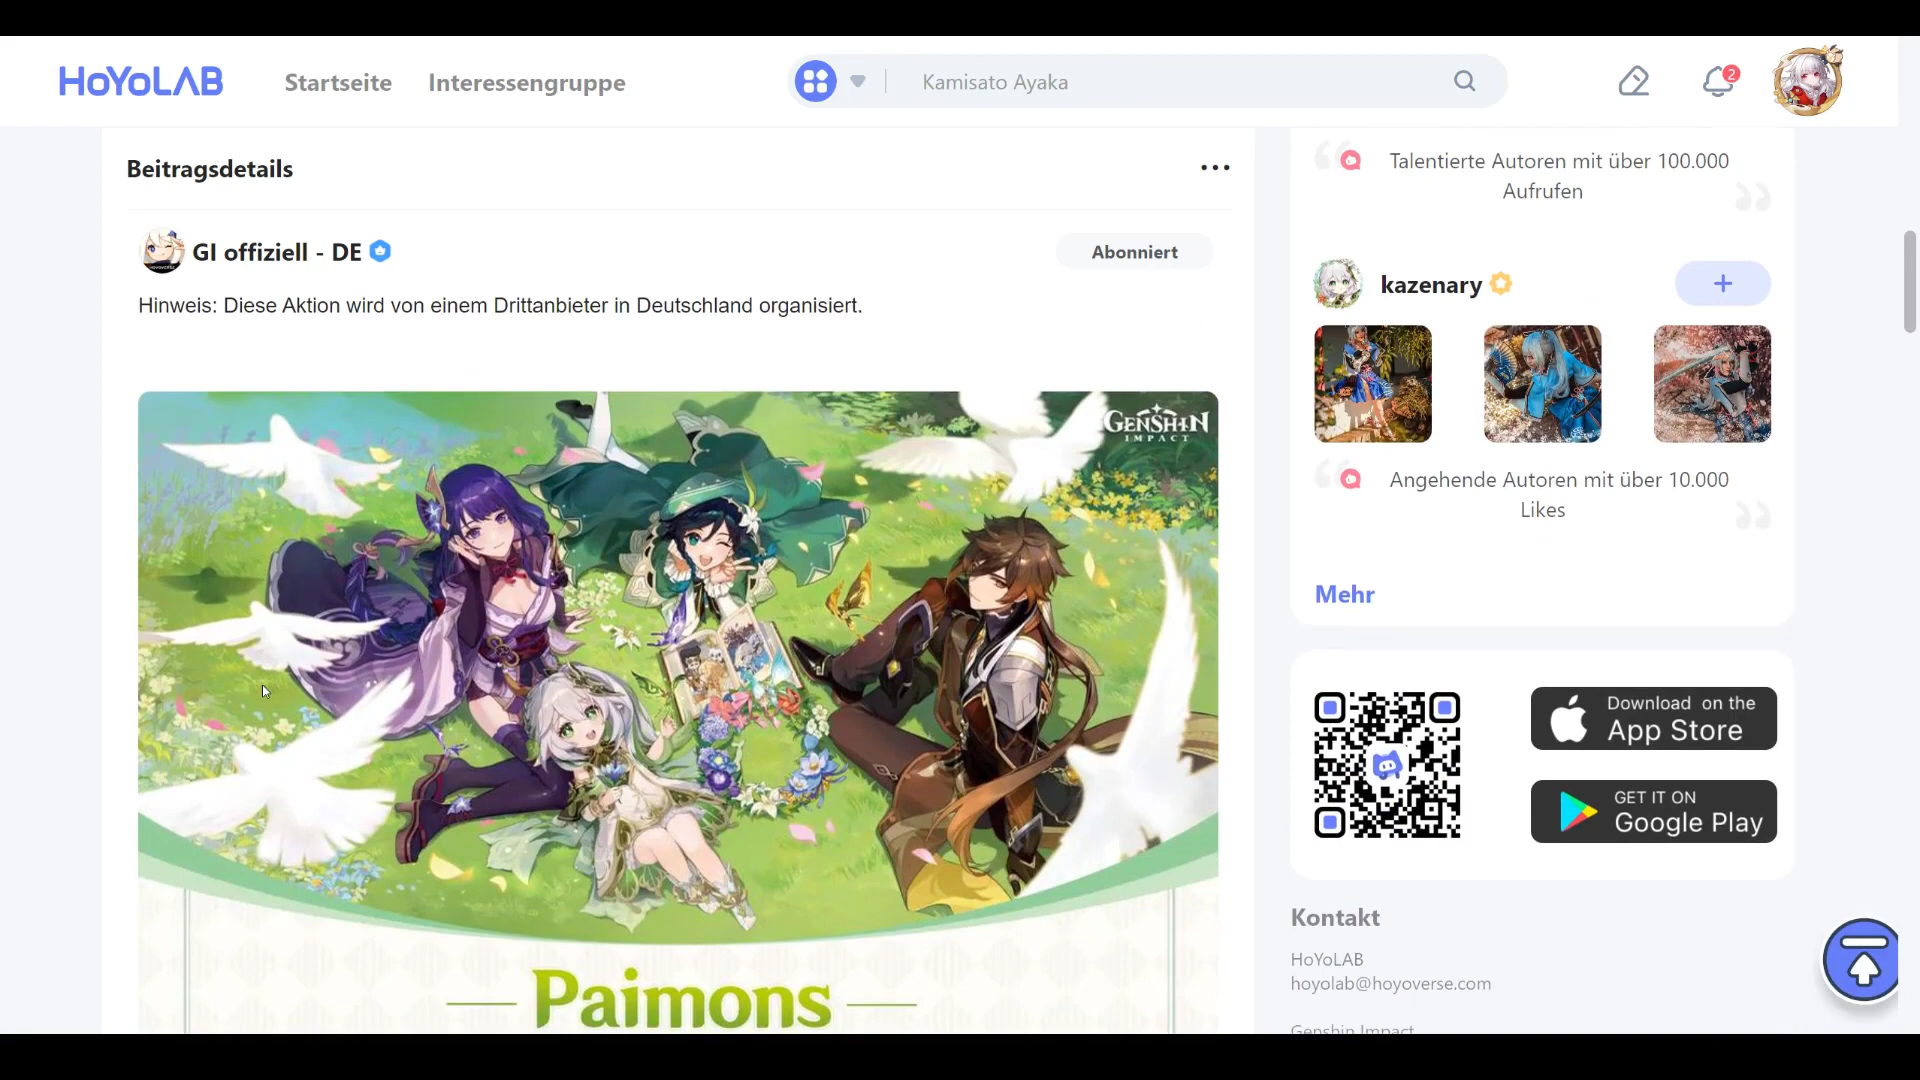 HoYoLAB
Startseite
Interessengruppe
Kamisato Ayaka
2
Beitragsdetails
GI offiziell - DE
Abonniert
Hinweis: Diese Aktion wird von einem Drittanbieter in Deutschland organisiert.
GENSHIN
IMPACT
Paimons
Talentierte Autoren mit über 100.000
Aufrufen
kazenary
Angehende Autoren mit über 10.000
Likes
Mehr
Download on the
App Store
GET IT ON
Google Play
Kontakt
HoYoLAB
hoyolab@hoyoverse.com
Genshin Impact